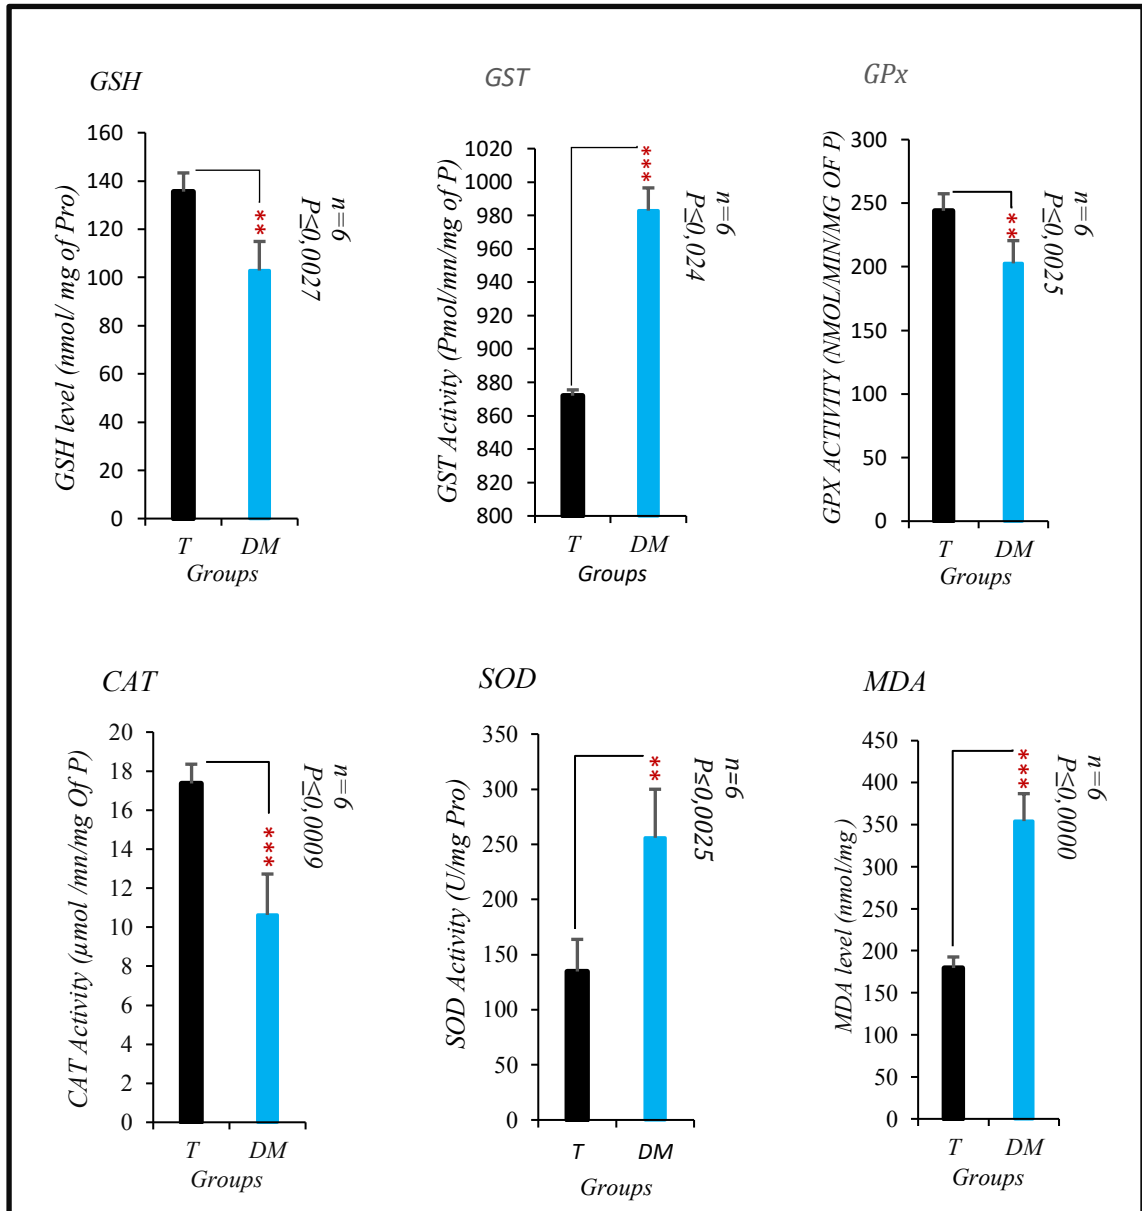 GSH
GSH level (nmol/ mg of Pro)
160
140
120
100
80
60
40
20
0
**
n=6
P≤0,0027
T DM
Groups
GST
GST Activity (Pmol/mn/mg of P)
1020
1000
980
960
940
920
900
880
860
840
820
800
***
n=6
P≤0,024
T DM
Groups
GPx
GPX ACTIVITY (NMOL/MIN/MG OF P)
300
250
200
150
100
50
0
**
n=6
P≤0,0025
T DM
Groups
CAT
CAT Activity (µmol /mn/mg Of P)
20
18
16
14
12
10
8
6
4
2
0
***
n=6
P≤0,0009
T DM
Groups
SOD
SOD Activity (U/mg Pro)
350
300
250
200
150
100
50
0
**
n=6
P≤0,0025
T DM
Groups
MDA
MDA level (nmol/mg )
450
400
350
300
250
200
150
100
50
0
***
n=6
P≤0,0000
T DM
Groups